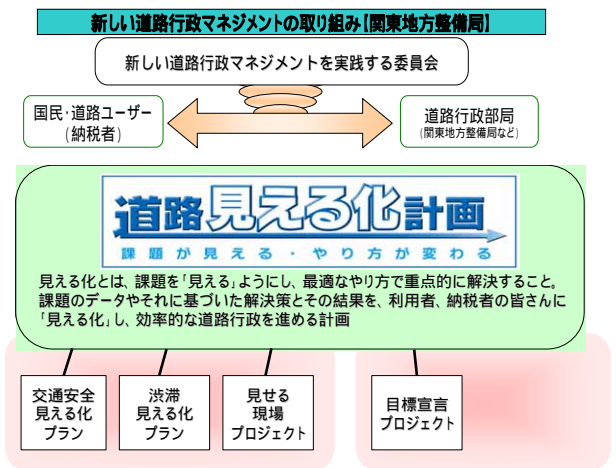 新しい道路行政マネジメントの取り組み【関東地方整備局】
新しい道路行政マネジメントを実践する委員会
国民・道路ユーザー
(納税者)
道路行政部局
(関東地方整備局など)
道路見える化計画
課題が見える・やり方が変わる
見える化とは、課題を「見える」ようにし、最適なやり方で重点的に解決すること。
課題のデータやそれに基づいた解決策とその結果を、利用者、納税者の皆さんに
「見える化」し、効率的な道路行政を進める計画
交通安全
見える化
プラン
渋滞
見える化
プラン
見せる
現場
プロジェクト
目標宣言
プロジェクト